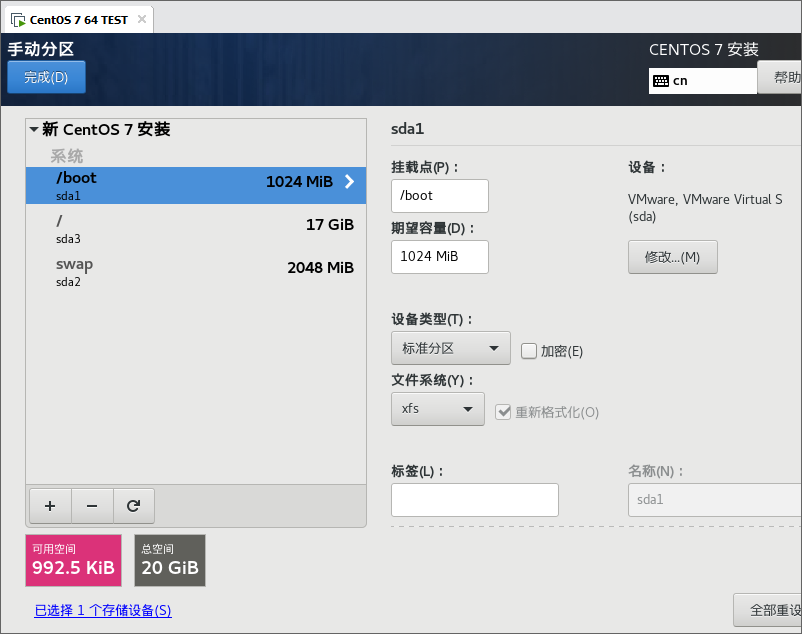 CentOS 7 64 TEST
手动分区
CENTOS 7 安装
完成(D)
cn
帮助
新 CentOS 7 安装
系统
/boot
1024 MiB
sda1
/
17 GiB
sda3
swap
2048 MiB
sda2
sda1
挂载点(P)：
设备：
/boot
VMware, VMware Virtual S
(sda)
期望容量(D)：
1024 MiB
修改...(M)
设备类型(T)：
标准分区
加密(E)
文件系统(Y)：
xfs
重新格式化(O)
标签(L)：
名称(N)：
sda1
可用空间
992.5 KiB
总空间
20 GiB
已选择 1 个存储设备(S)
全部重设